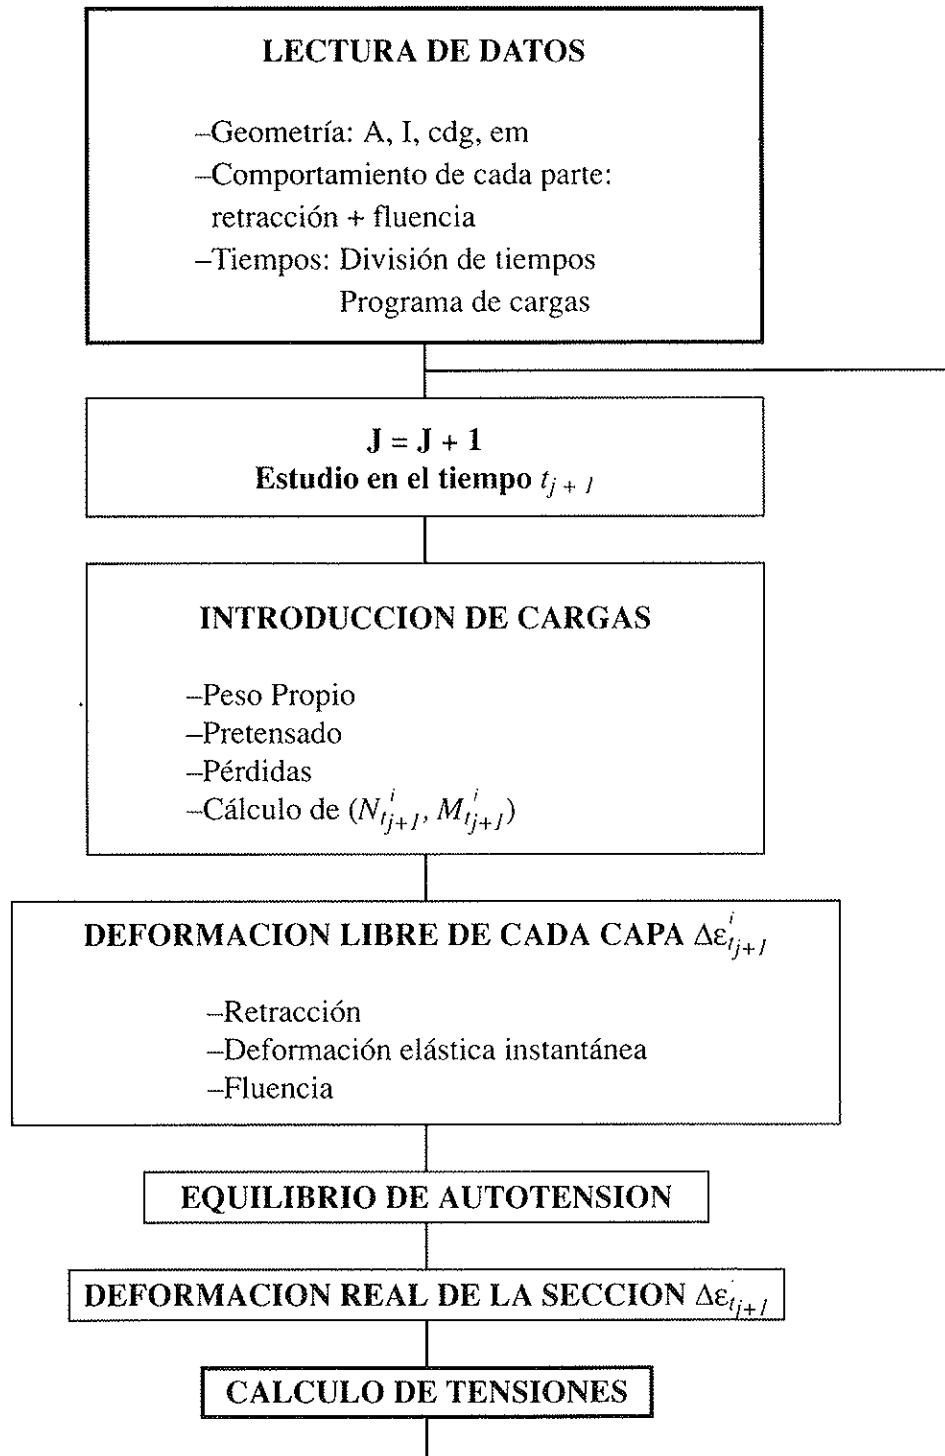 LECTURA DE DATOS
–Geometría: A, I, cdg, em
–Comportamiento de cada parte:
retracción + fluencia
–Tiempos: División de tiempos
Programa de cargas
J = J + 1
Estudio en el tiempo t_{j + 1}
INTRODUCCION DE CARGAS
–Peso Propio
–Pretensado
–Pérdidas
–Cálculo de (N^{i}_{t_{j+1}}, M^{i}_{t_{j+1}})
DEFORMACION LIBRE DE CADA CAPA Δε^{i}_{t_{j+1}}
–Retracción
–Deformación elástica instantánea
–Fluencia
EQUILIBRIO DE AUTOTENSION
DEFORMACION REAL DE LA SECCION Δε_{t_{j+1}}
CALCULO DE TENSIONES